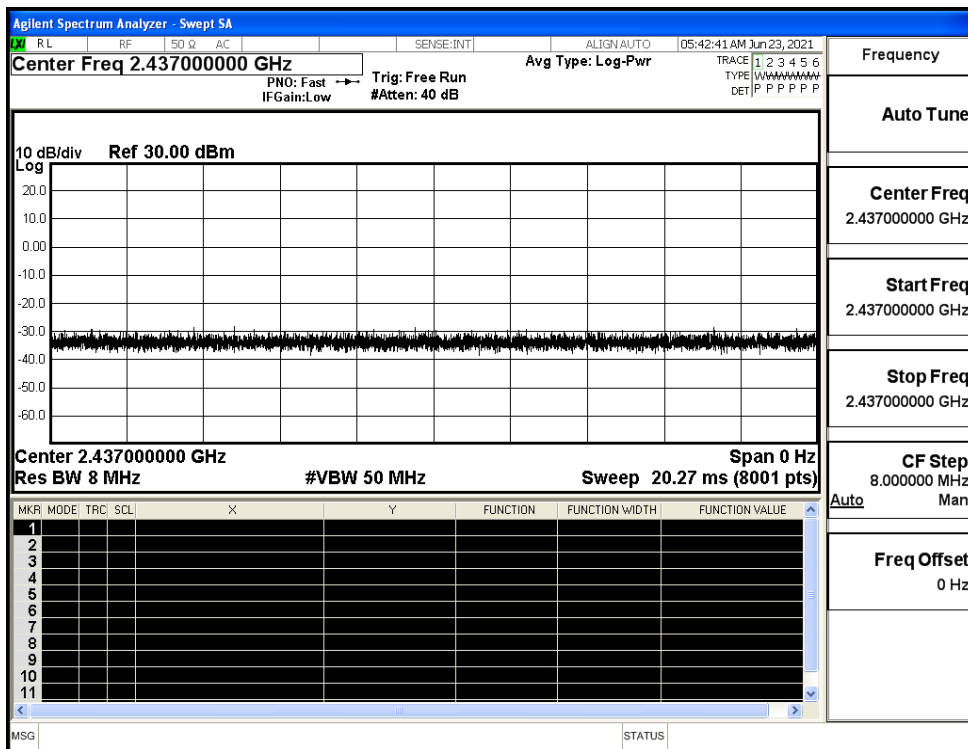 Agilent Spectrum Analyzer - Swept SA
LXI RL RF 50 Ω AC SENSE:INT ALIGN AUTO 05:42:41 AM Jun 23, 2021
Center Freq 2.437000000 GHz
Avg Type: Log-Pwr
TRACE 1 2 3 4 5 6
PNO: Fast
IFGain:Low
Trig: Free Run
#Atten: 40 dB
TYPE WWWWWW
DET P P P P P P
10 dB/div Ref 30.00 dBm
Log
20.0
10.0
0.00
-10.0
-20.0
-30.0
-40.0
-50.0
-60.0
Center 2.437000000 GHz Span 0 Hz
Res BW 8 MHz #VBW 50 MHz Sweep 20.27 ms (8001 pts)
MKR MODE TRC SCL X Y FUNCTION FUNCTION WIDTH FUNCTION VALUE
1
2
3
4
5
6
7
8
9
10
11
MSG STATUS
Frequency
Auto Tune
Center Freq
2.437000000 GHz
Start Freq
2.437000000 GHz
Stop Freq
2.437000000 GHz
CF Step
8.000000 MHz
Auto Man
Freq Offset
0 Hz